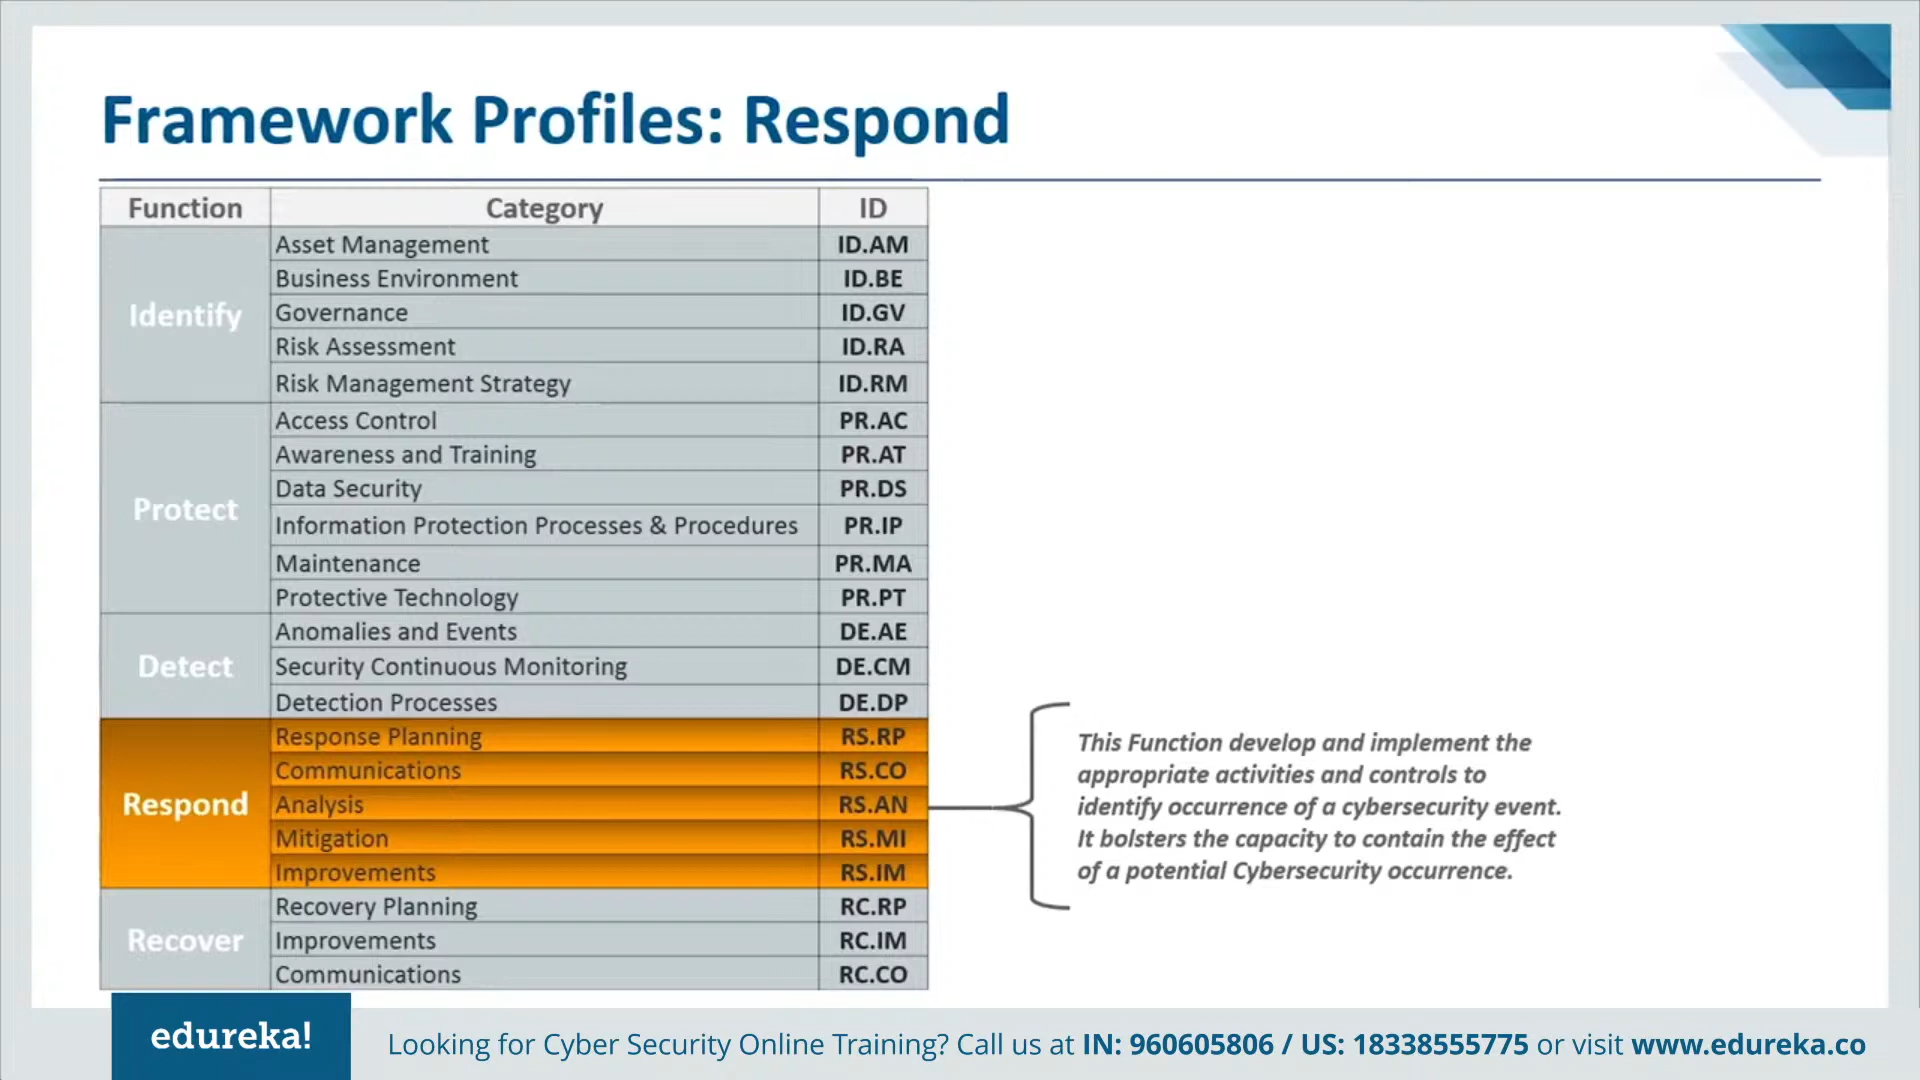 Framework Profiles: Respond
Function Category ID
Identify
Asset Management ID.AM
Business Environment ID.BE
Governance ID.GV
Risk Assessment ID.RA
Risk Management Strategy ID.RM
Protect
Access Control PR.AC
Awareness and Training PR.AT
Data Security PR.DS
Information Protection Processes & Procedures PR.IP
Maintenance PR.MA
Protective Technology PR.PT
Detect
Anomalies and Events DE.AE
Security Continuous Monitoring DE.CM
Detection Processes DE.DP
Respond
Response Planning RS.RP
Communications RS.CO
Analysis RS.AN
Mitigation RS.MI
Improvements RS.IM
Recover
Recovery Planning RC.RP
Improvements RC.IM
Communications RC.CO
This Function develop and implement the
appropriate activities and controls to
identify occurrence of a cybersecurity event.
It bolsters the capacity to contain the effect
of a potential Cybersecurity occurrence.
edureka!
Looking for Cyber Security Online Training? Call us at IN: 960605806 / US: 18338555775 or visit www.edureka.co